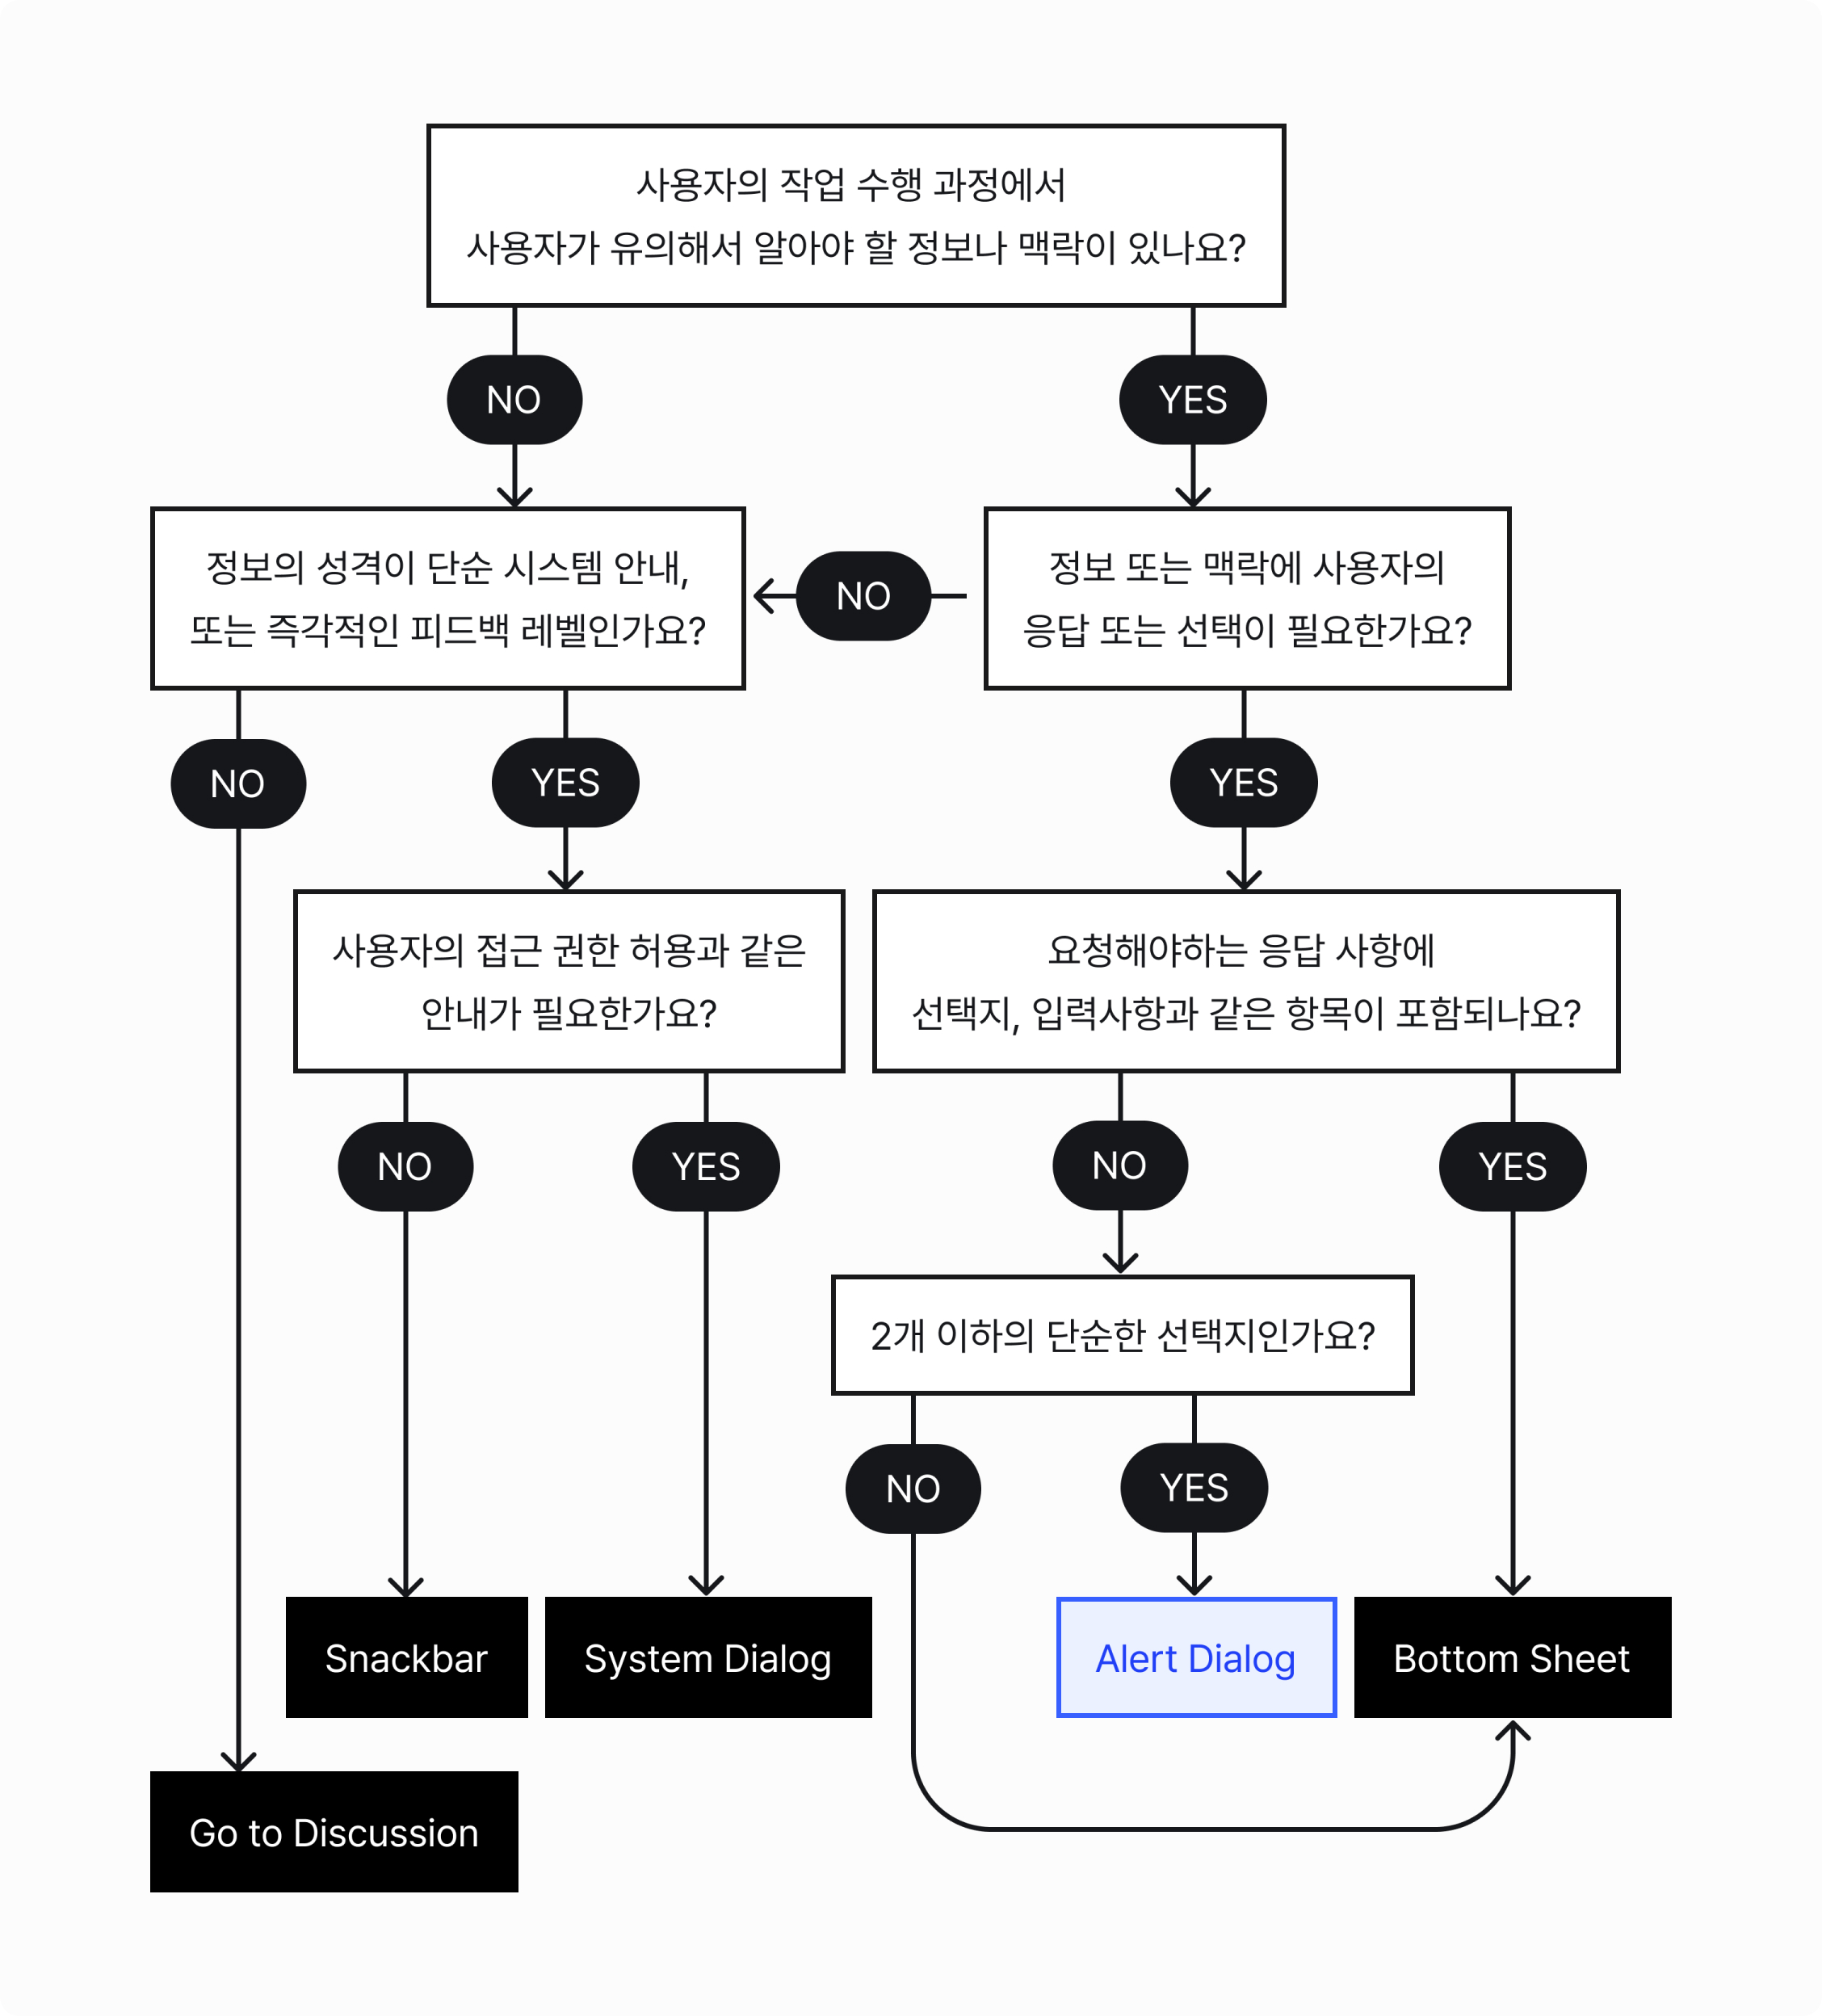 사용자의 작업 수행 과정에서
사용자가 유의해서 알아야 할 정보나 맥락이 있나요?
NO
YES
정보의 성격이 단순 시스템 안내,
또는 즉각적인 피드백 레벨인가요?
NO
정보 또는 맥락에 사용자의
응답 또는 선택이 필요한가요?
NO
YES
YES
사용자의 접근 권한 허용과 같은
안내가 필요한가요?
요청해야하는 응답 사항에
선택지, 입력사항과 같은 항목이 포함되나요?
NO
YES
NO
YES
2개 이하의 단순한 선택지인가요?
NO
YES
Snackbar
System Dialog
Alert Dialog
Bottom Sheet
Go to Discussion